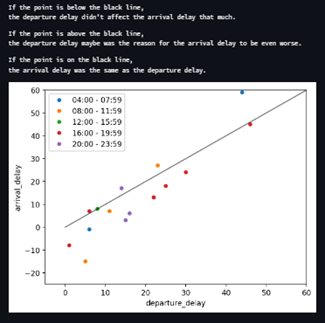 If the point is below the black line,
the departure delay didn't affect the arrival delay that much.
If the point is above the black line,
the departure delay maybe was the reason for the arrival delay to be even worse.
If the point is on the black line,
the arrival delay was the same as the departure delay.
04:00 - 07:59
08:00 - 11:59
12:00 - 15:59
16:00 - 19:59
20:00 - 23:59
60
50
40
30
20
10
0
−10
−20
arrival_delay
0 10 20 30 40 50 60
departure_delay